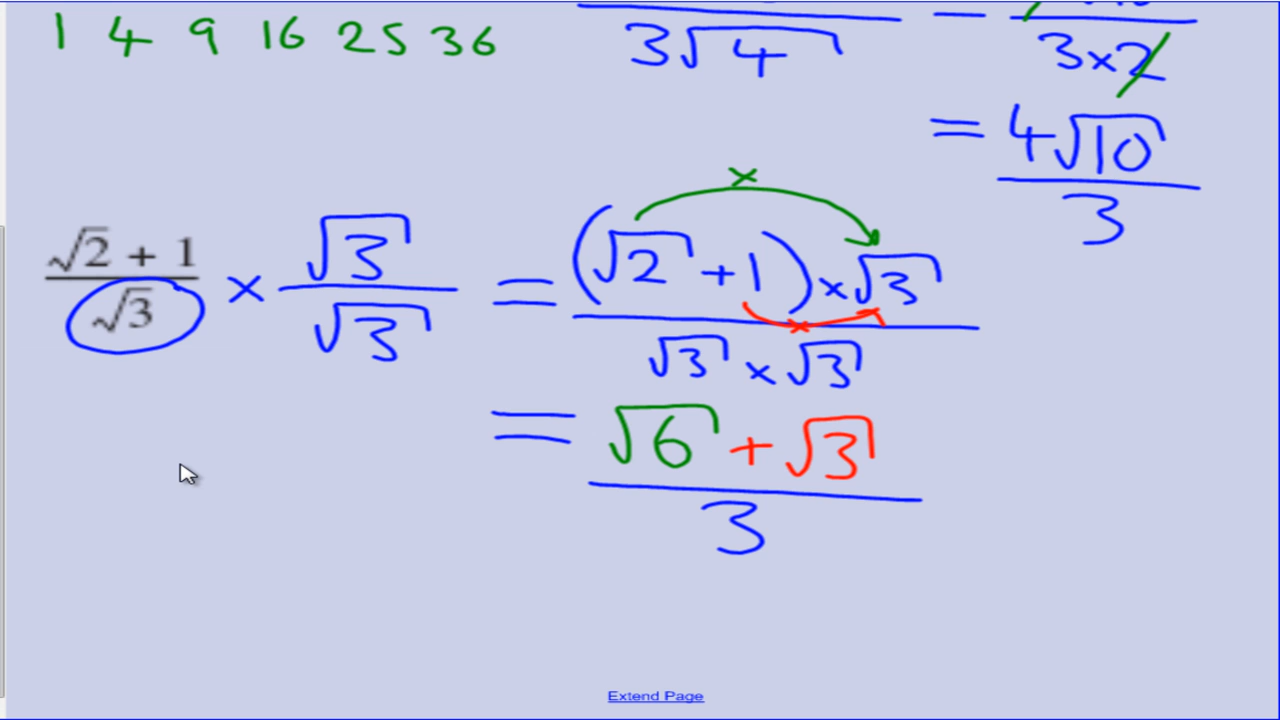 1 4 9 16 25 36
3√4 = 3×2
= 4√10 / 3
(√2 + 1)/√3 × √3/√3 = ((√2 + 1) × √3)/(√3 × √3)
×
×
= (√6 + √3)/3
Extend Page